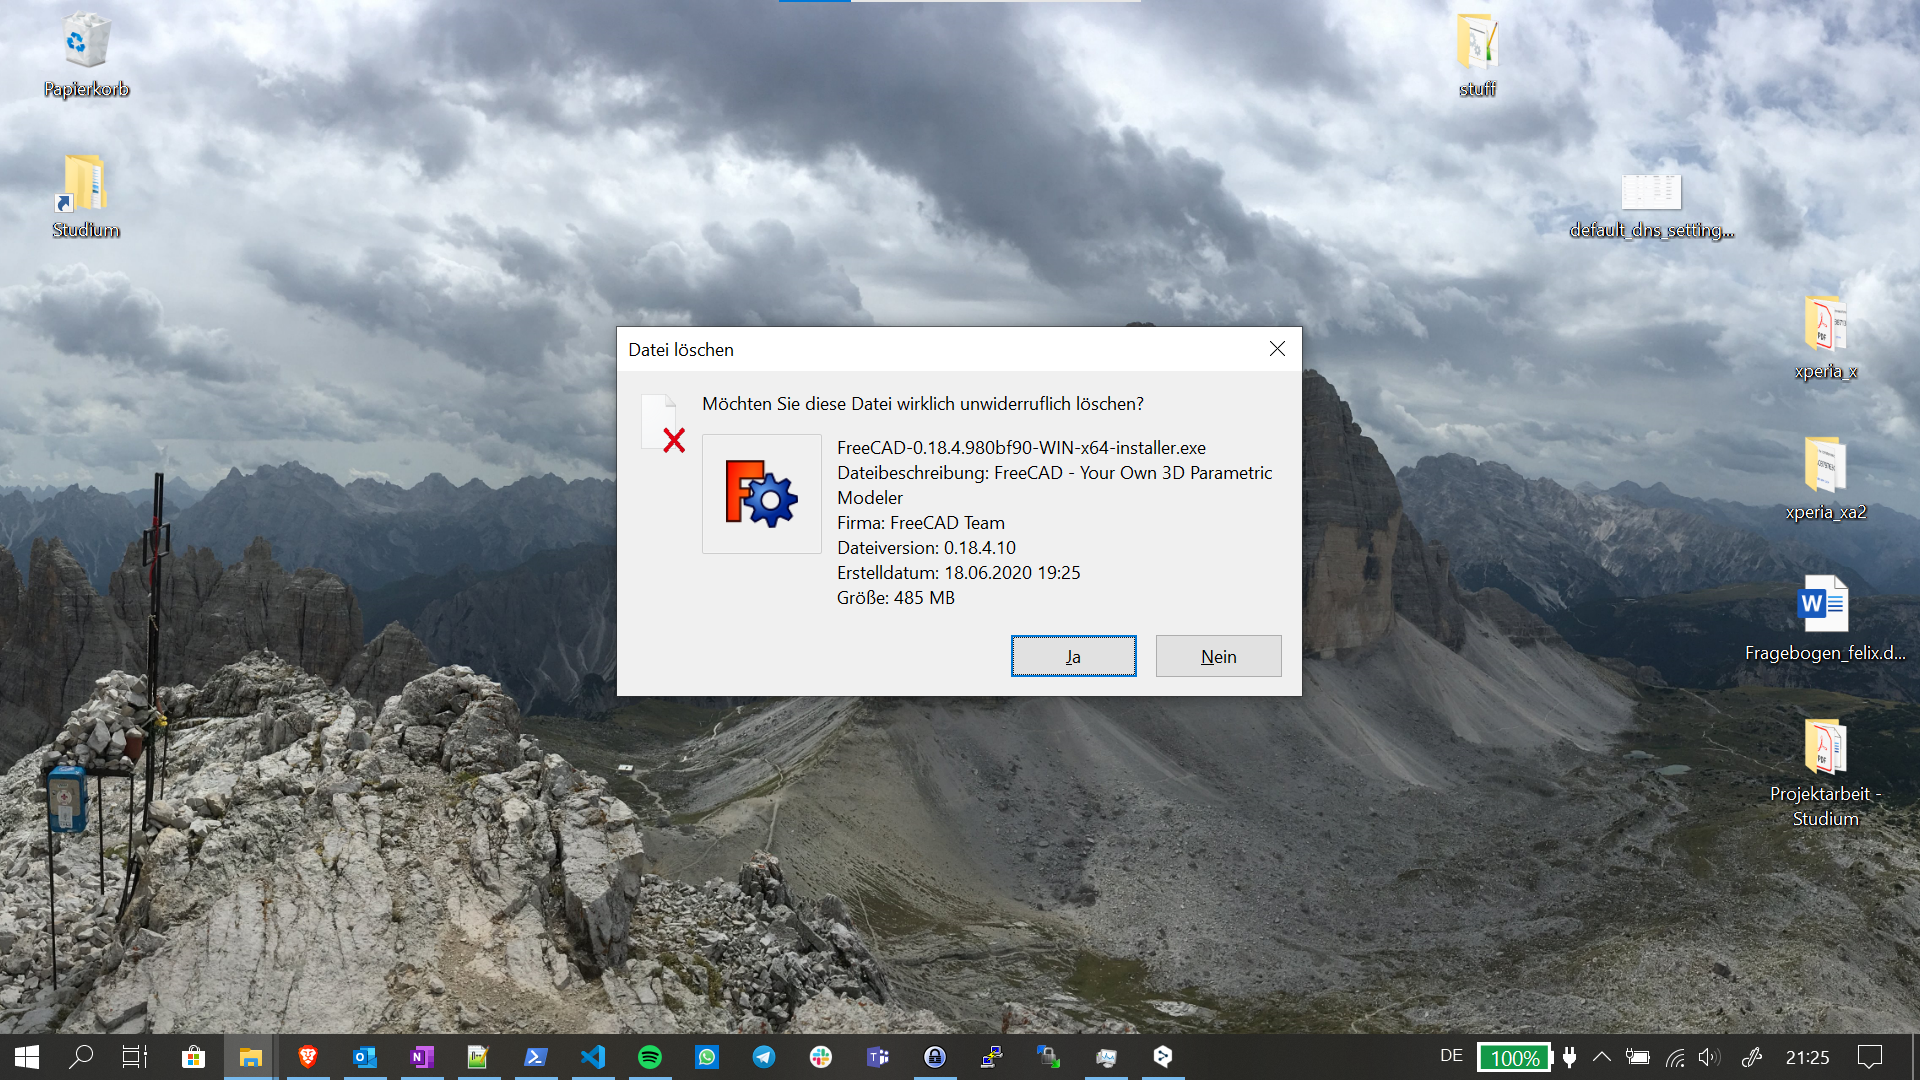 Papierkorb
stuff
Studium
default_dns_setting...
Datei löschen
Möchten Sie diese Datei wirklich unwiderruflich löschen?
FreeCAD-0.18.4.980bf90-WIN-x64-installer.exe
Dateibeschreibung: FreeCAD - Your Own 3D Parametric
Modeler
Firma: FreeCAD Team
Dateiversion: 0.18.4.10
Erstelldatum: 18.06.2020 19:25
Größe: 485 MB
Ja
Nein
xperia_x
xperia_xa2
Fragebogen_felix.d...
Projektarbeit -
Studium
DE
100%
21:25